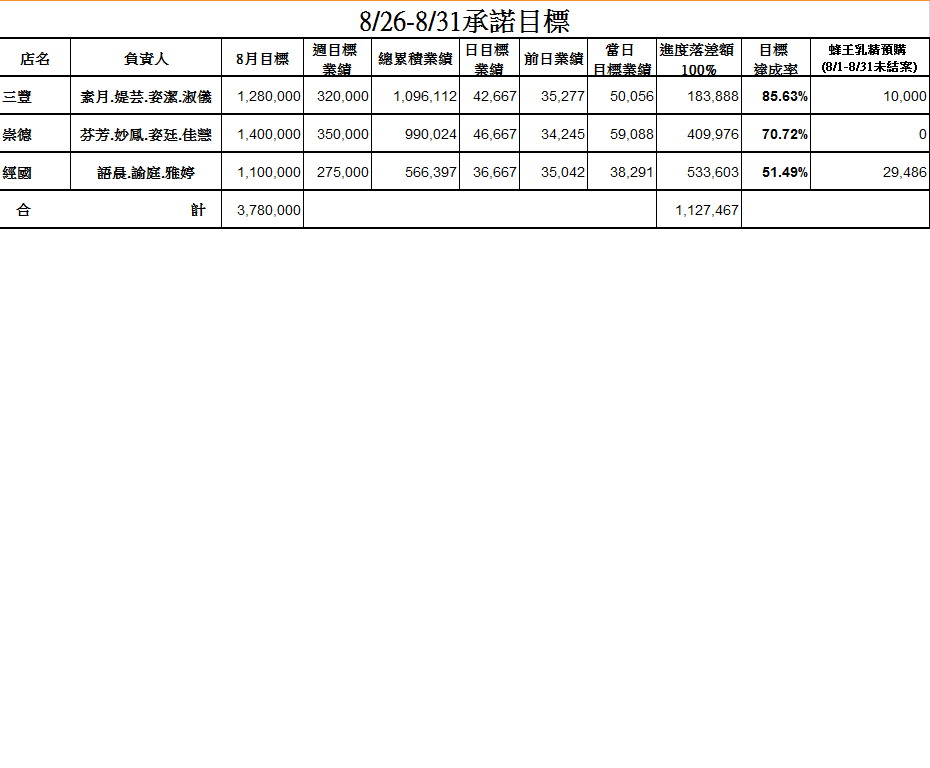 8/26-8/31承諾目標
店名 負責人 8月目標 週目標業績 總累積業績 日目標業績 前日業績 當日目標業績 進度落差額100% 目標達成率 蜂王乳精預購(8/1-8/31未結案)
三豐 素月.媞芸.姿潔.淑儀 1,280,000 320,000 1,096,112 42,667 35,277 50,056 183,888 85.63% 10,000
崇德 芬芳.妙鳳.姿廷.佳慧 1,400,000 350,000 990,024 46,667 34,245 59,088 409,976 70.72% 0
經國 語晨.諭庭.雅婷 1,100,000 275,000 566,397 36,667 35,042 38,291 533,603 51.49% 29,486
合計 3,780,000 1,127,467